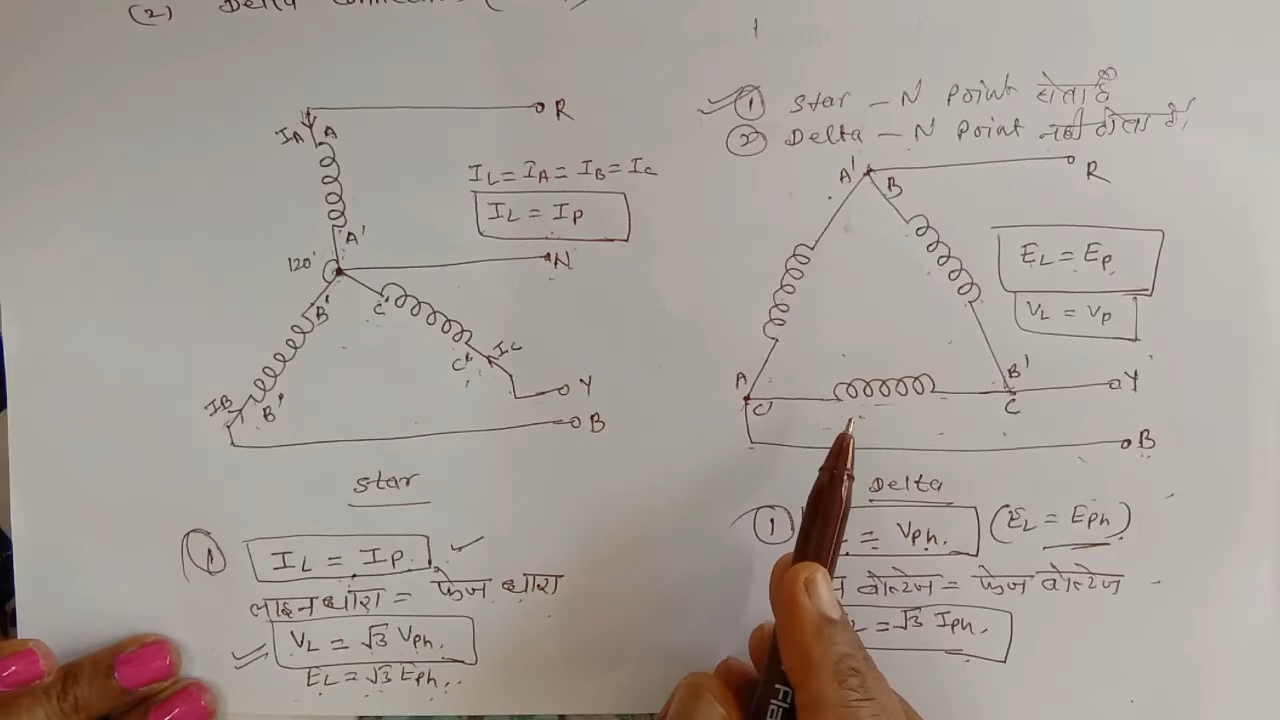 (2) Delta
① Star – N Point होता है
② Delta – N Point नही होता है।
R
IA
A
IL = IA = IB = IC
IL = IP
A'
120°
N
B'
C'
C'
IC
Y
IB
B'
B
Star
A'
B
R
EL = EP
VL = VP
A
C'
B'
C
Y
B
Delta
① IL = IP.
लाइन धारा = फेज धारा
VL = √3 Vph.
EL = √3 Eph.
① = Vph. (EL = Eph)
वोल्टेज = फेज वोल्टेज
L = √3 Iph.
Fla